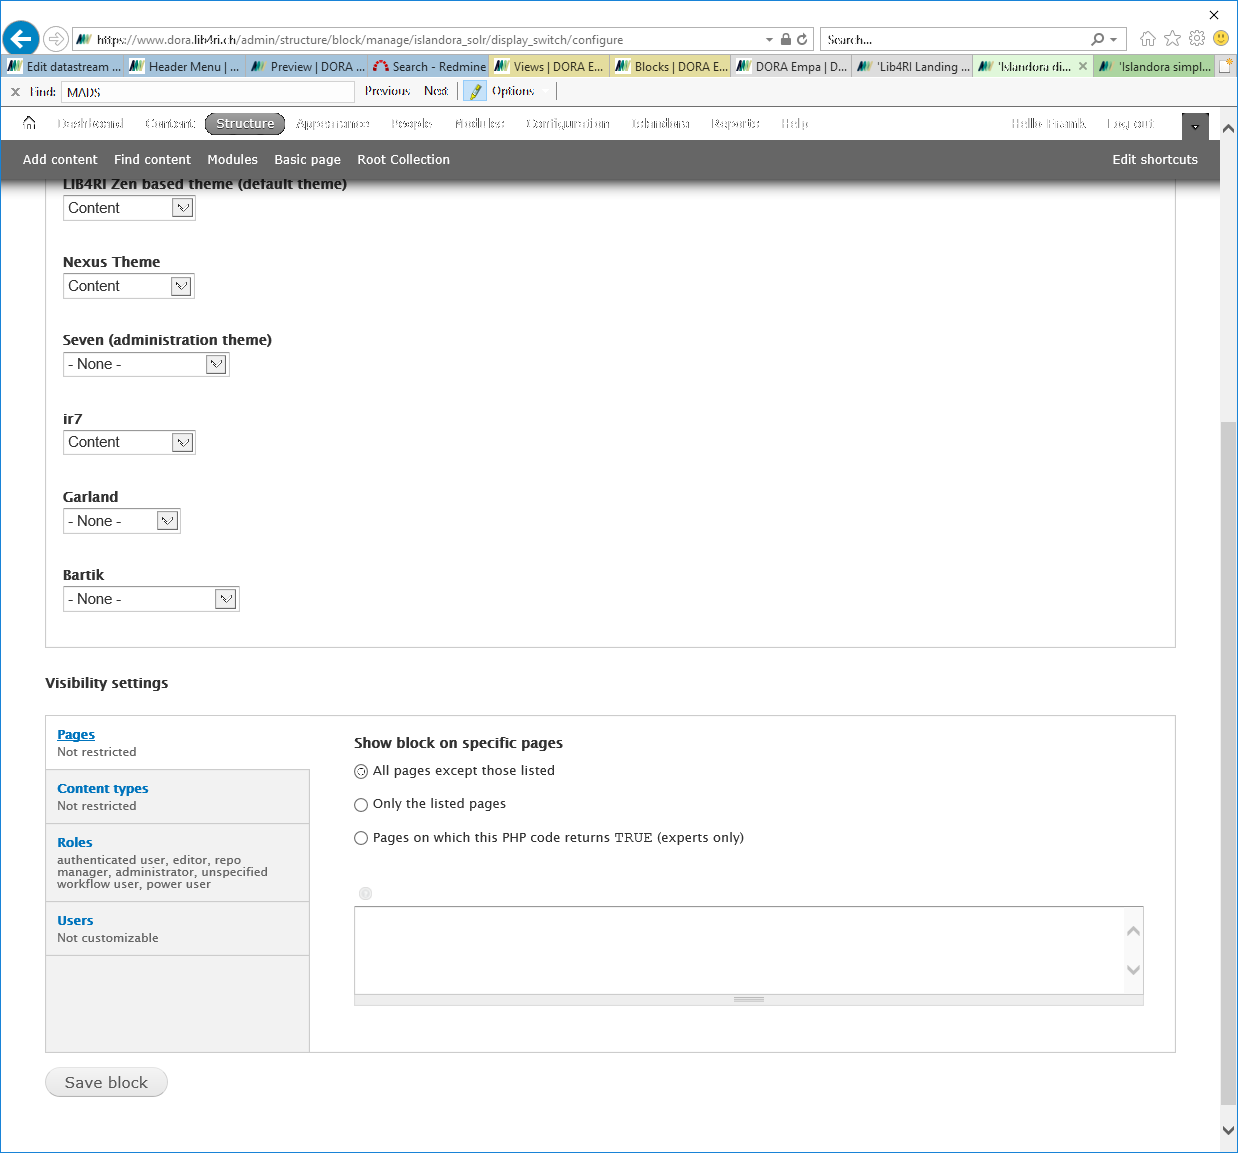 https://www.dora.lib4ri.ch/admin/structure/block/manage/islandora_solr/display_switch/configure
Search...
Edit datastream ...
Header Menu | ...
Preview | DORA ...
Search - Redmine
Views | DORA E...
Blocks | DORA E...
DORA Empa | D...
'Lib4RI Landing ...
'Islandora di...
'Islandora simpl...
Find: MADS
Previous Next Options
Dashboard Content Structure Appearance People Modules Configuration Islandora Reports Help Hello Frank Log out
Add content Find content Modules Basic page Root Collection Edit shortcuts
LIB4RI Zen based theme (default theme)
Content
Nexus Theme
Content
Seven (administration theme)
- None -
ir7
Content
Garland
- None -
Bartik
- None -
Visibility settings
Pages
Not restricted
Content types
Not restricted
Roles
authenticated user, editor, repo
manager, administrator, unspecified
workflow user, power user
Users
Not customizable
Show block on specific pages
All pages except those listed
Only the listed pages
Pages on which this PHP code returns TRUE (experts only)
Save block